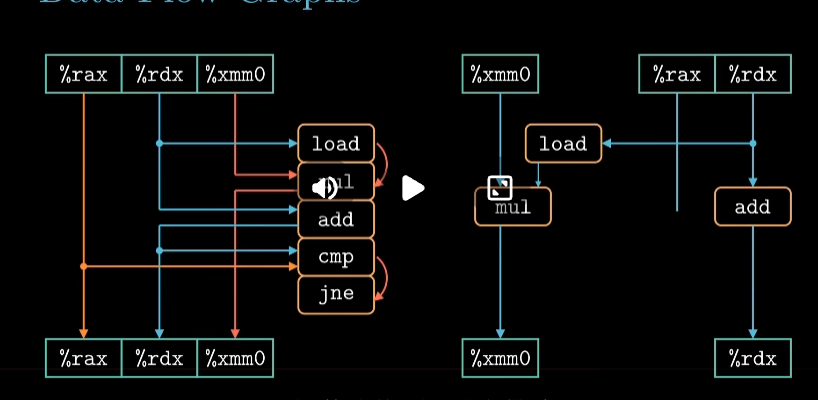 Data Flow Graphs
%rax %rdx %xmm0 %xmm0 %rax %rdx
load load
mul mul
add add
cmp
jne
%rax %rdx %xmm0 %xmm0 %rdx